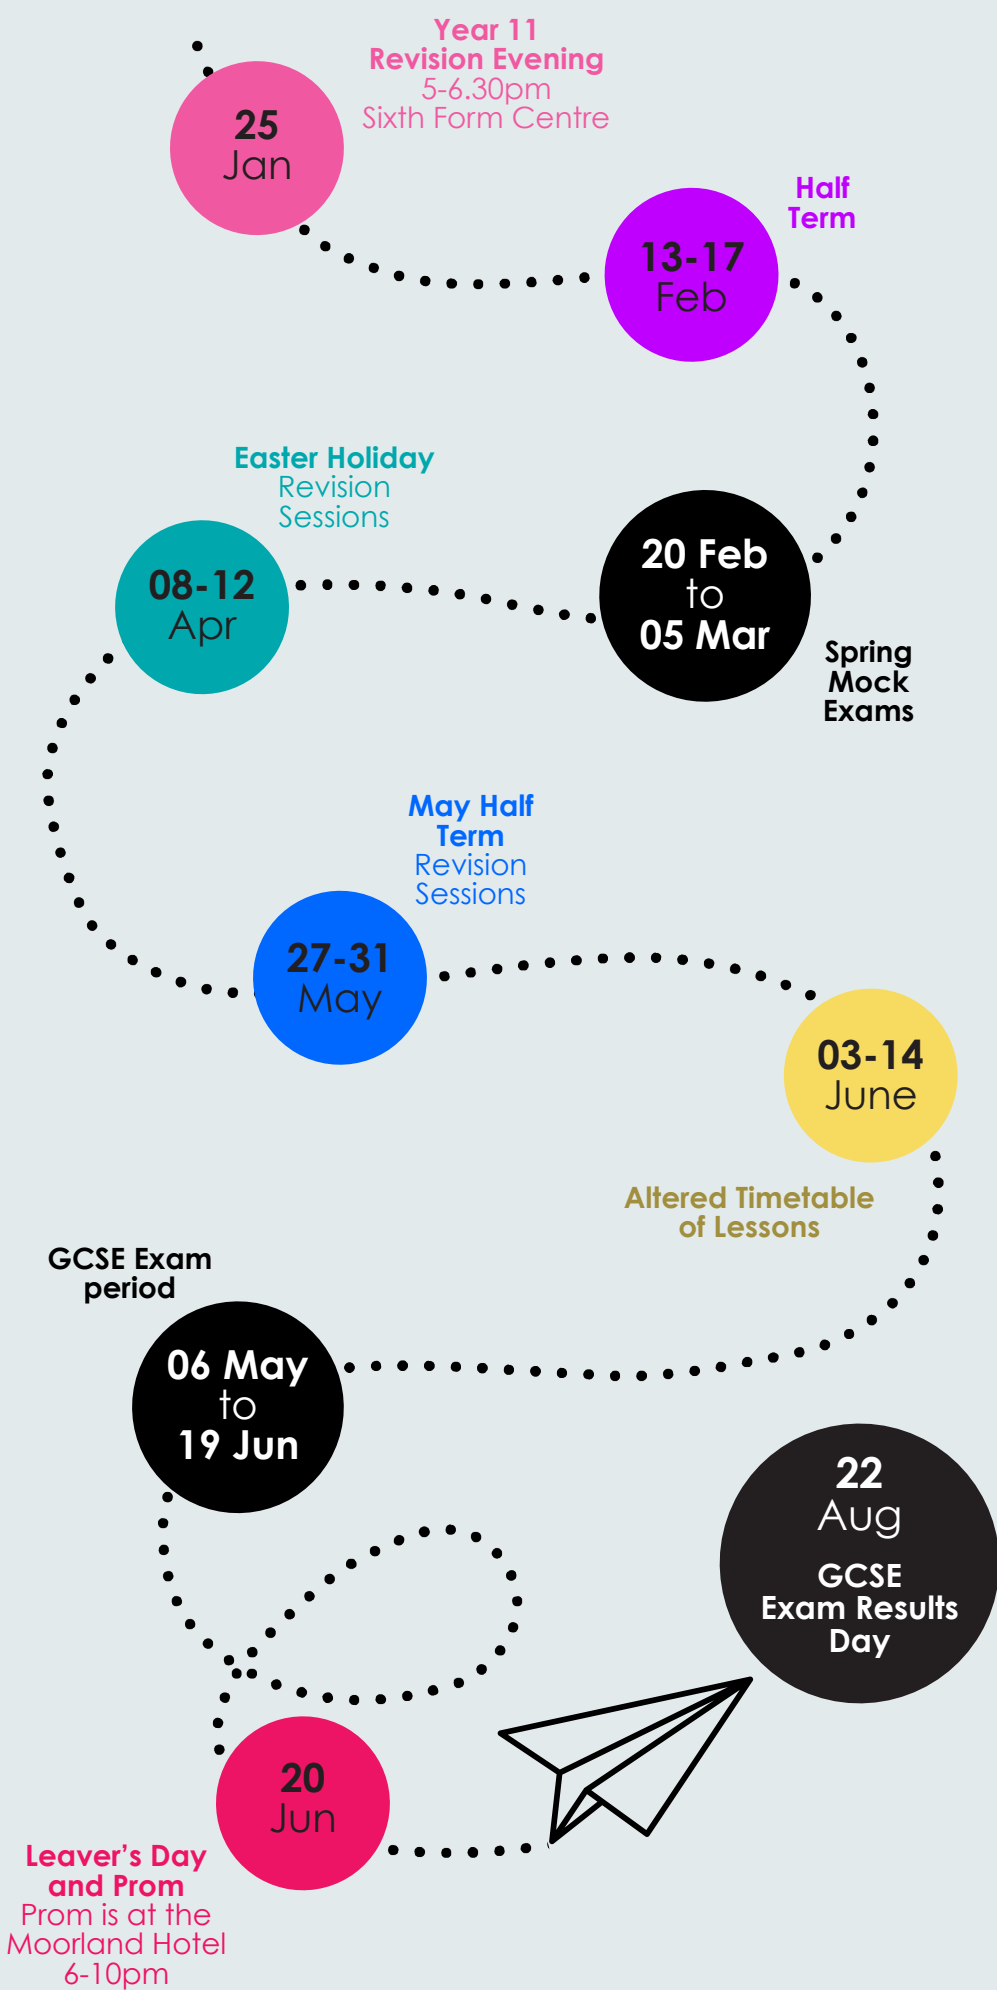 Year 11
Revision Evening
5-6.30pm
Sixth Form Centre
25
Jan
Half
Term
13-17
Feb
20 Feb
to
05 Mar
Spring
Mock
Exams
Easter Holiday
Revision
Sessions
08-12
Apr
May Half
Term
Revision
Sessions
27-31
May
03-14
June
Altered Timetable
of Lessons
GCSE Exam
period
06 May
to
19 Jun
20
Jun
Leaver’s Day
and Prom
Prom is at the
Moorland Hotel
6-10pm
22
Aug
GCSE
Exam Results
Day